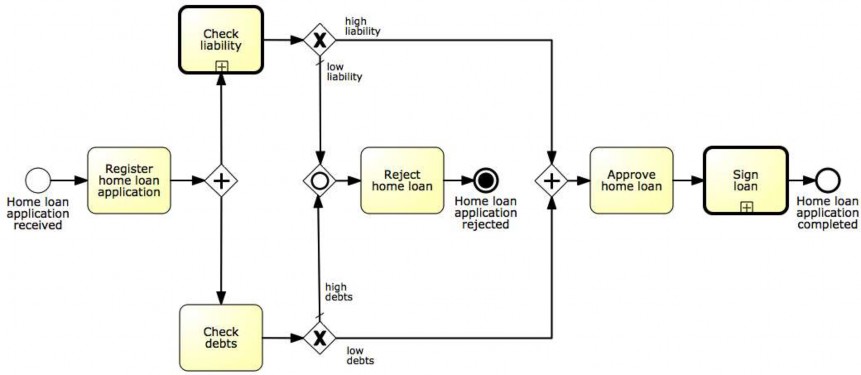 Check
liability
high
liability
low
liability
Register
home loan
application
Home loan
application
received
Reject
home loan
Home loan
application
rejected
Approve
home loan
Sign
loan
Home loan
application
completed
high
debts
Check
debts
low
debts